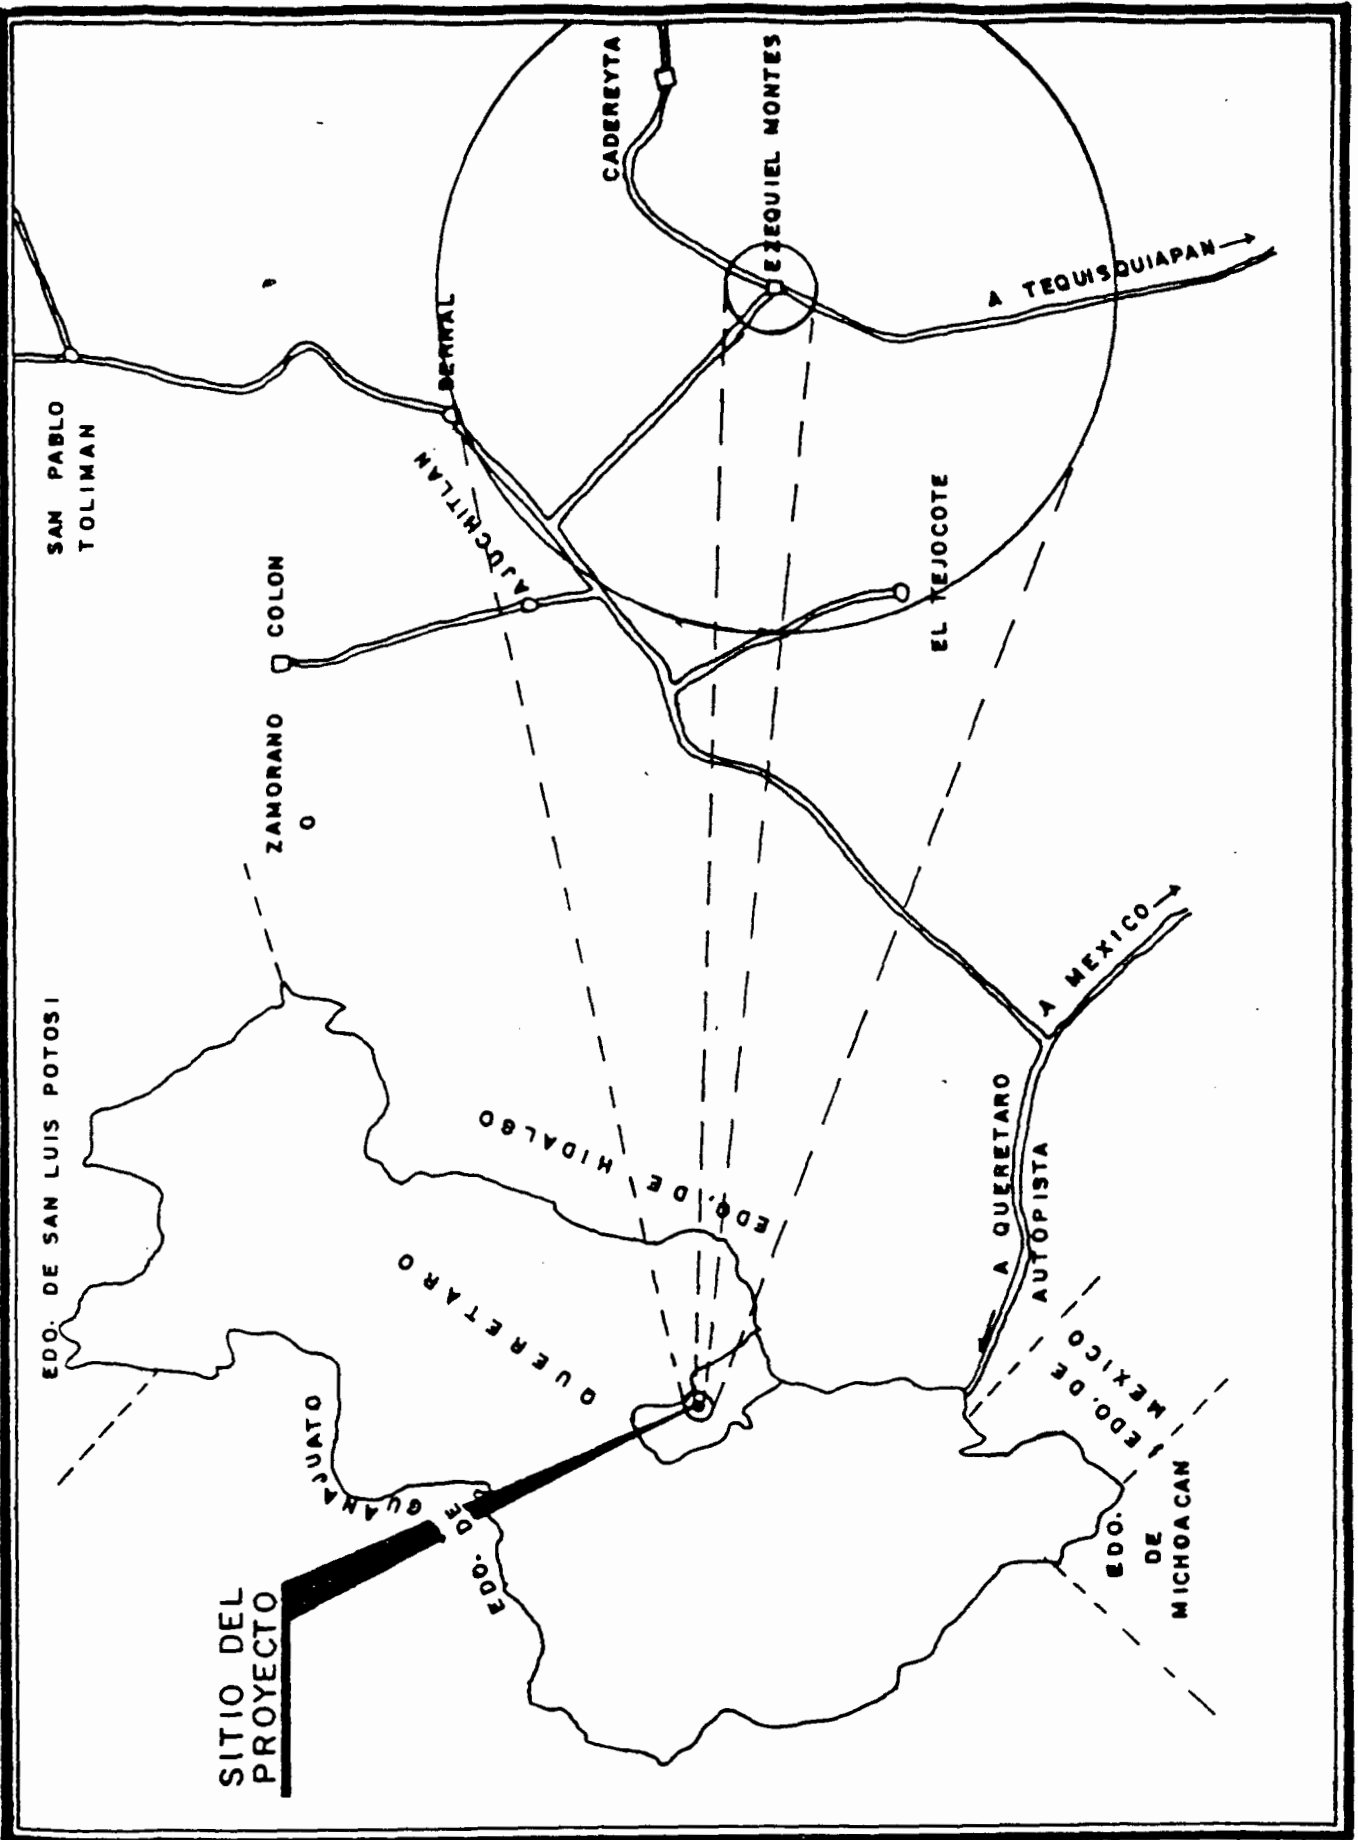 EDO. DE SAN LUIS POTOSI
SAN PABLO
TOLIMAN
SITIO DEL
PROYECTO
EDO. DE GUANAJUATO
QUERETARO
EDO. DE HIDALGO
ZAMORANO
COLON
AJUCHITLAN
BERNAL
CADEREYTA
EZEQUIEL MONTES
A TEQUISQUIAPAN
EL TEJOCOTE
A MEXICO
A QUERETARO
AUTOPISTA
EDO. DE
MEXICO
EDO.
DE
MICHOACAN